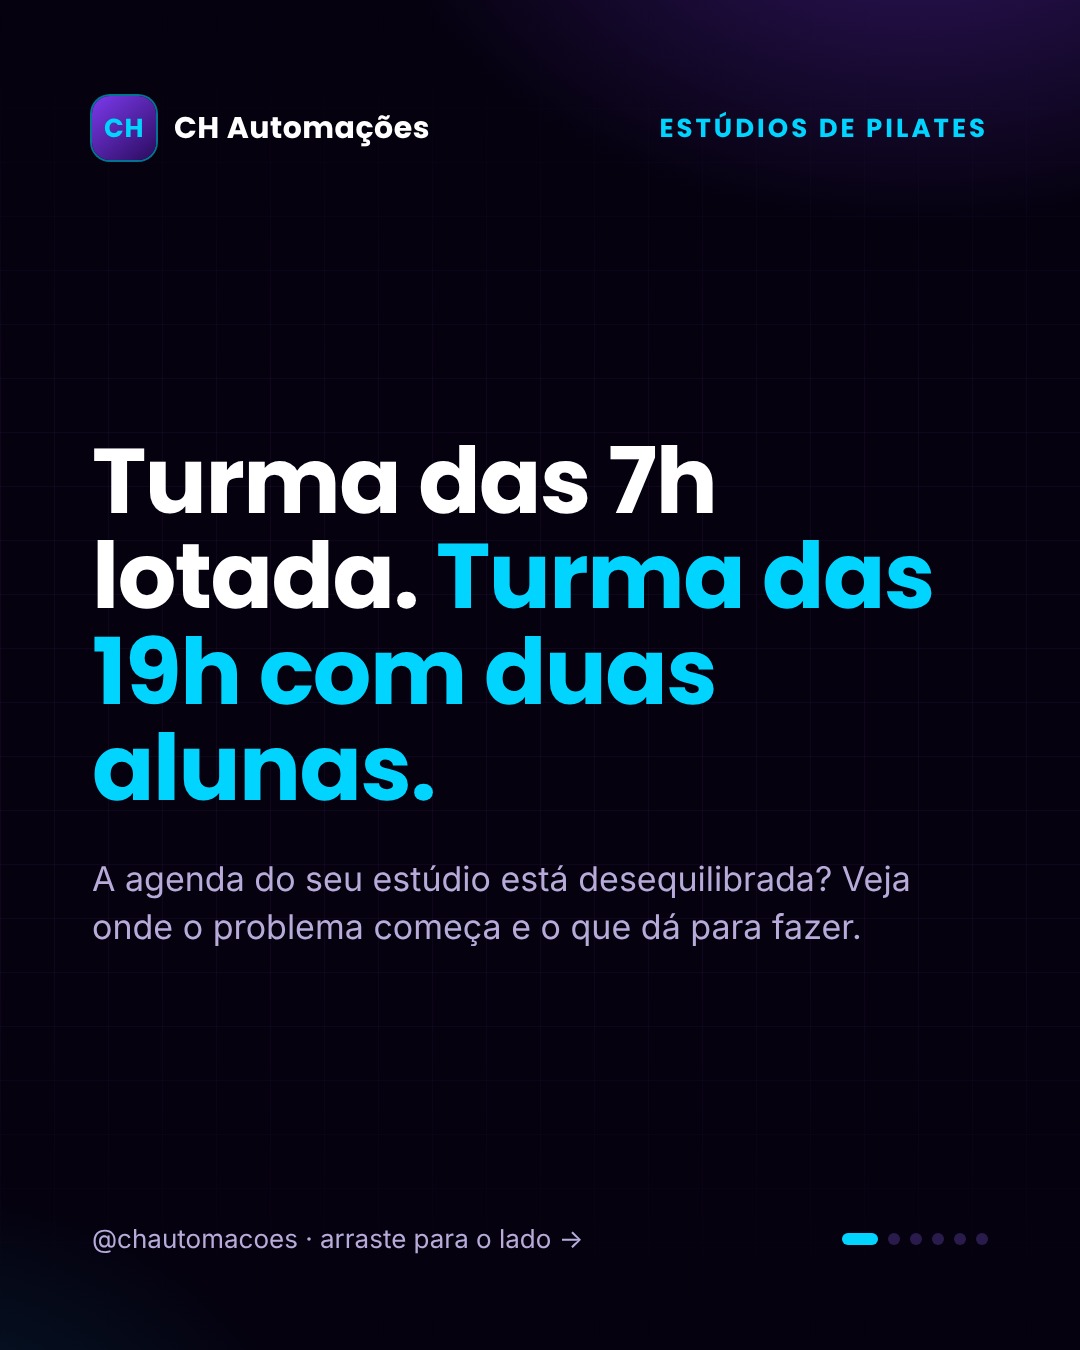 CH
CH Automações
ESTÚDIOS DE PILATES
Turma das 7h
lotada. Turma das
19h com duas
alunas.
A agenda do seu estúdio está desequilibrada? Veja
onde o problema começa e o que dá para fazer.
@chautomacoes · arraste para o lado →